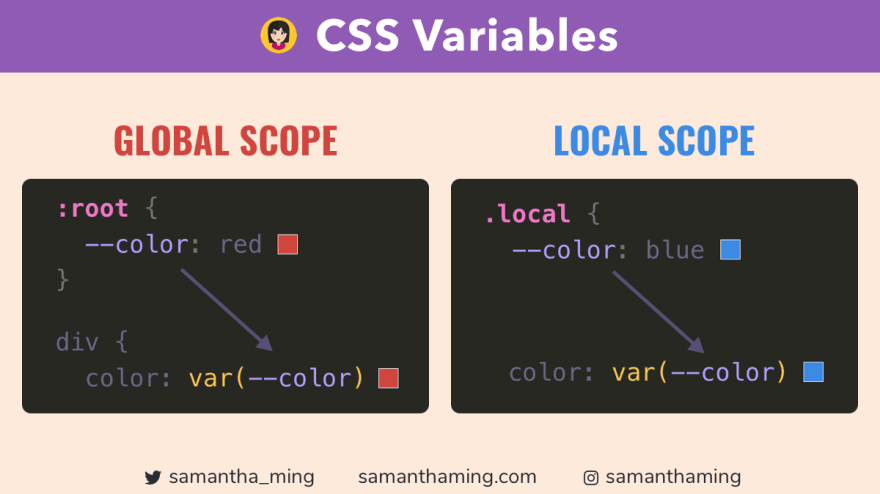 CSS Variables
GLOBAL SCOPE
:root {
--color: red
}
div {
color: var(--color)
LOCAL SCOPE
.local {
--color: blue
color: var(--color)
samantha_ming
samanthaming.com
samanthaming